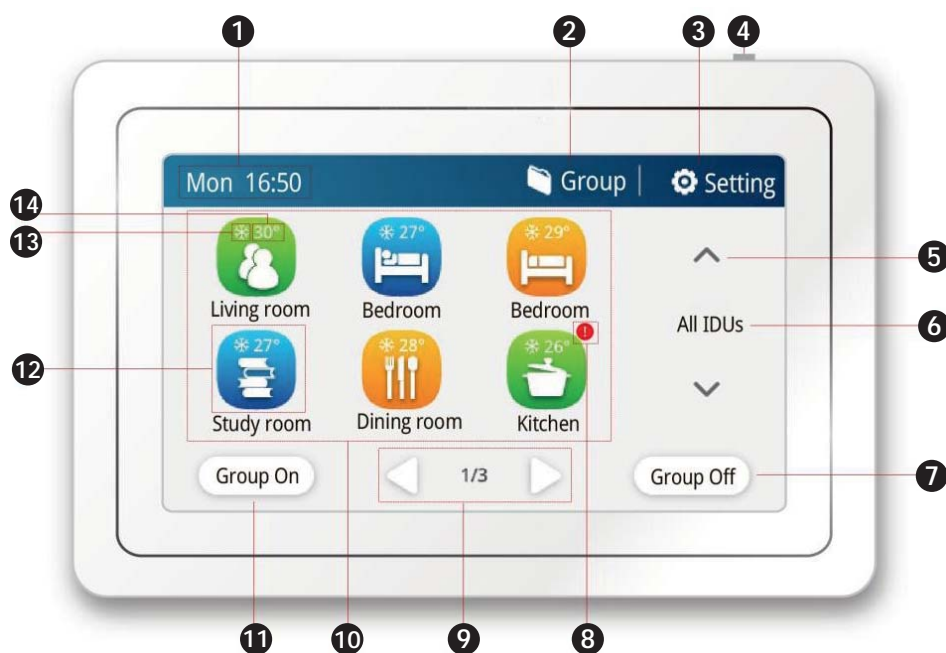 1 2 3 4
Mon 16:50 Group Setting
14
13
30° 27° 29°
5
Living room Bedroom Bedroom
All IDUs 6
!
12
27° 28° 26°
Study room Dining room Kitchen
Group On 1/3 Group Off 7
11 10 9 8